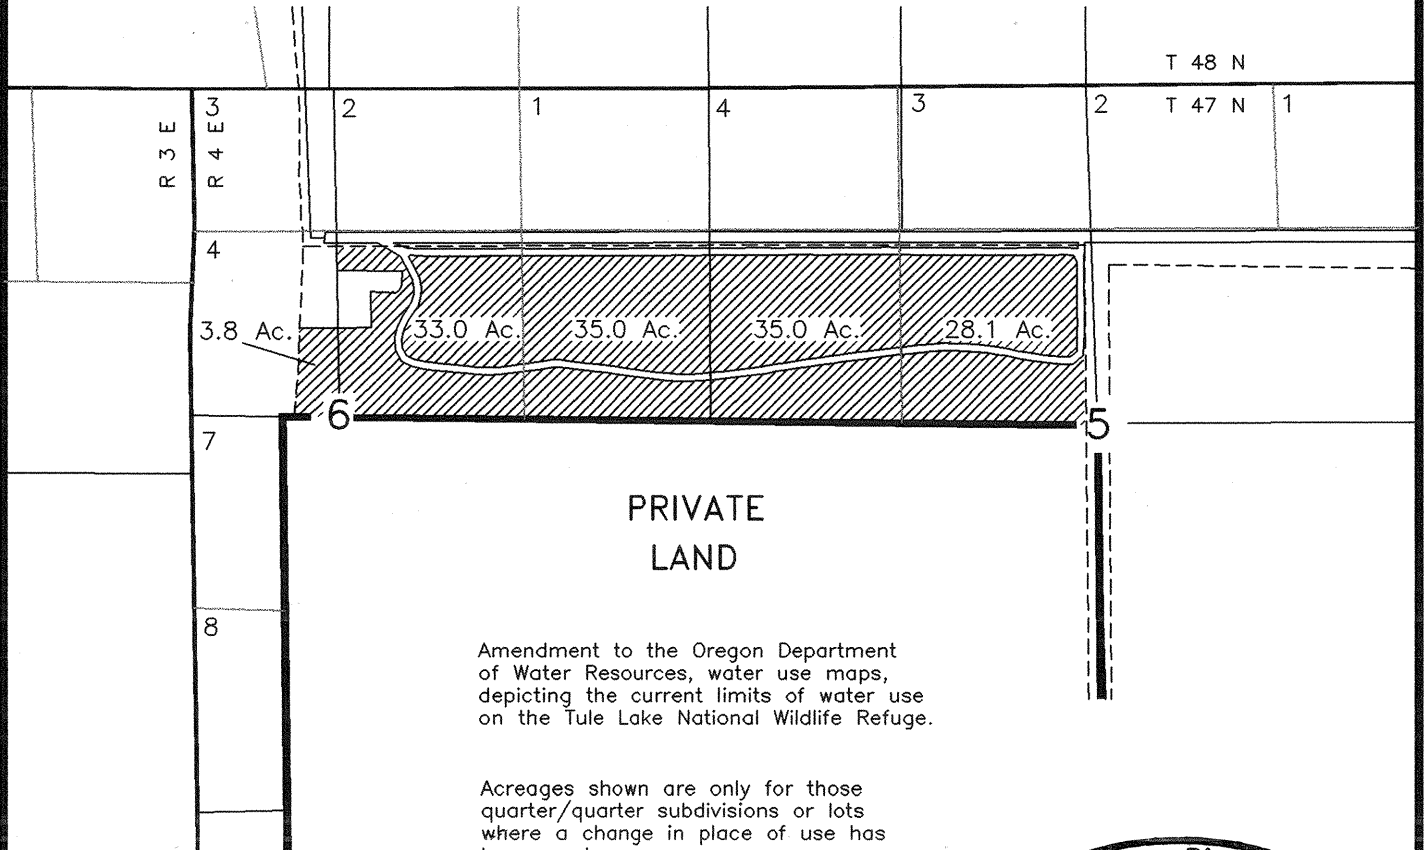 T 48 N
3 2 1 4 3 2 T 47 N 1
R 3 E
R 4 E
4
3.8 Ac. 33.0 Ac. 35.0 Ac. 35.0 Ac. 28.1 Ac.
6 5
7
PRIVATE
LAND
8
Amendment to the Oregon Department
of Water Resources, water use maps,
depicting the current limits of water use
on the Tule Lake National Wildlife Refuge.
Acreages shown are only for those
quarter/quarter subdivisions or lots
where a change in place of use has